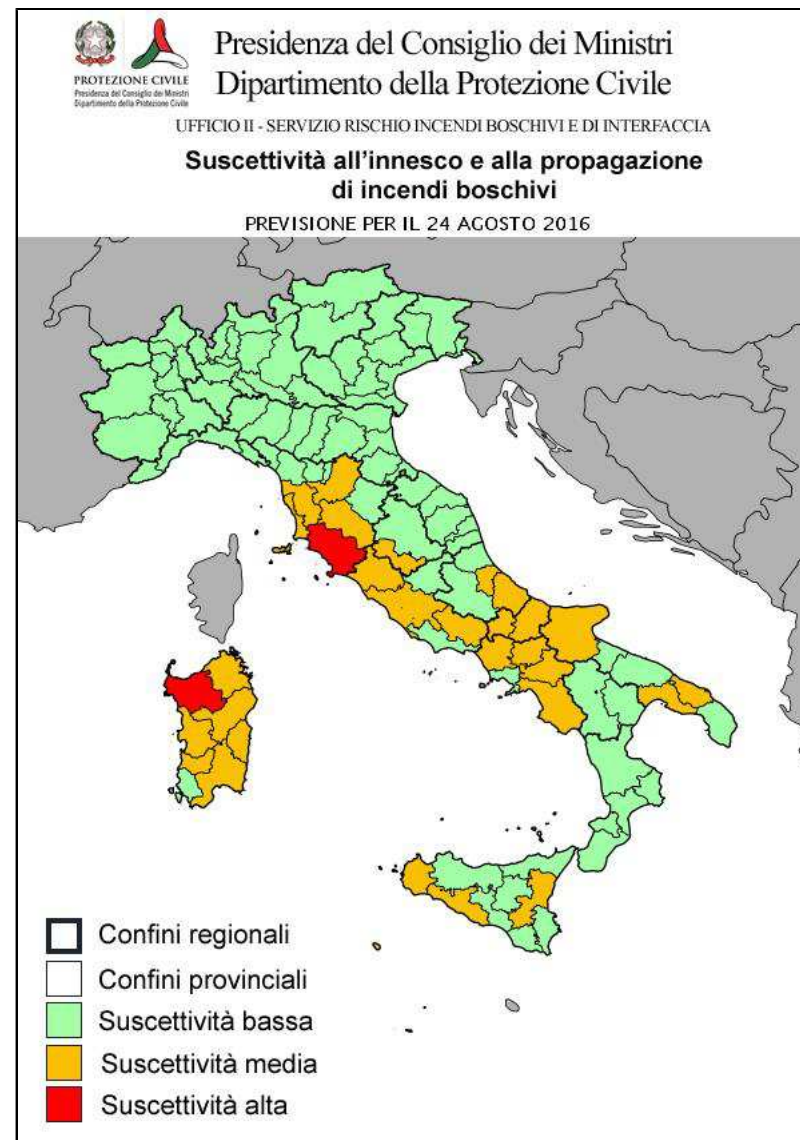 Presidenza del Consiglio dei Ministri
Dipartimento della Protezione Civile
PROTEZIONE CIVILE
Presidenza del Consiglio dei Ministri
Dipartimento della Protezione Civile
UFFICIO II - SERVIZIO RISCHIO INCENDI BOSCHIVI E DI INTERFACCIA
Suscettività all'innesco e alla propagazione
di incendi boschivi
PREVISIONE PER IL 24 AGOSTO 2016
Confini regionali
Confini provinciali
Suscettività bassa
Suscettività media
Suscettività alta